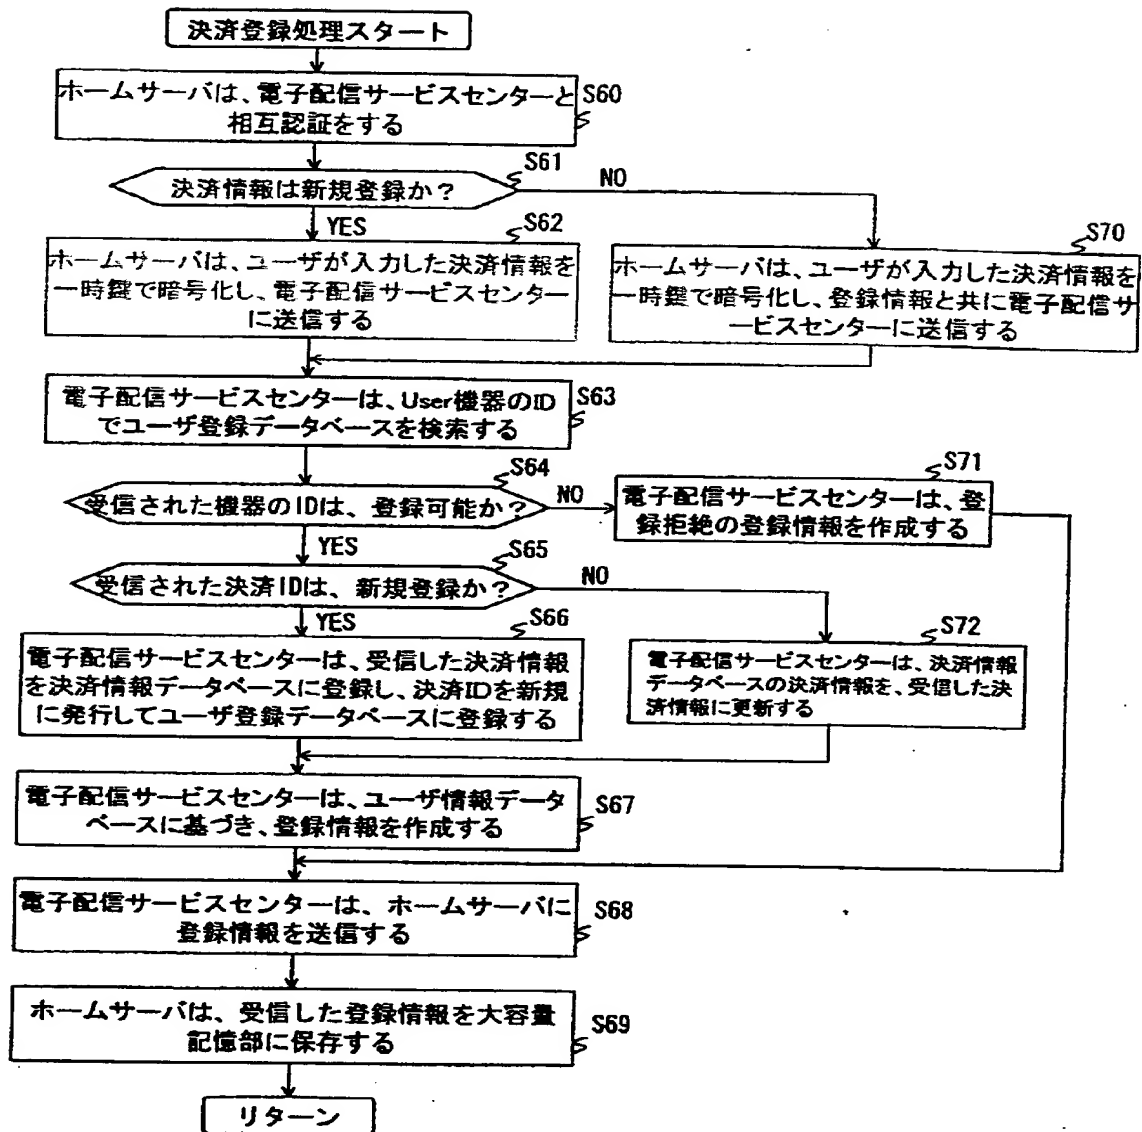 決済登録処理スタート
ホームサーバは、電子配信サービスセンターと
相互認証をする
S60
S61
決済情報は新規登録か？
NO
YES
S62
ホームサーバは、ユーザが入力した決済情報を
一時鍵で暗号化し、電子配信サービスセンター
に送信する
S70
ホームサーバは、ユーザが入力した決済情報を
一時鍵で暗号化し、登録情報と共に電子配信サ
ービスセンターに送信する
電子配信サービスセンターは、User機器のID
でユーザ登録データベースを検索する
S63
S64
受信された機器のIDは、登録可能か？
NO
YES
S71
電子配信サービスセンターは、登
録拒絶の登録情報を作成する
S65
受信された決済IDは、新規登録か？
NO
YES
S66
電子配信サービスセンターは、受信した決済情報
を決済情報データベースに登録し、決済IDを新規
に発行してユーザ登録データベースに登録する
S72
電子配信サービスセンターは、決済情報
データベースの決済情報を、受信した決
済情報に更新する
電子配信サービスセンターは、ユーザ情報データ
ベースに基づき、登録情報を作成する
S67
電子配信サービスセンターは、ホームサーバに
登録情報を送信する
S68
ホームサーバは、受信した登録情報を大容量
記憶部に保存する
S69
リターン